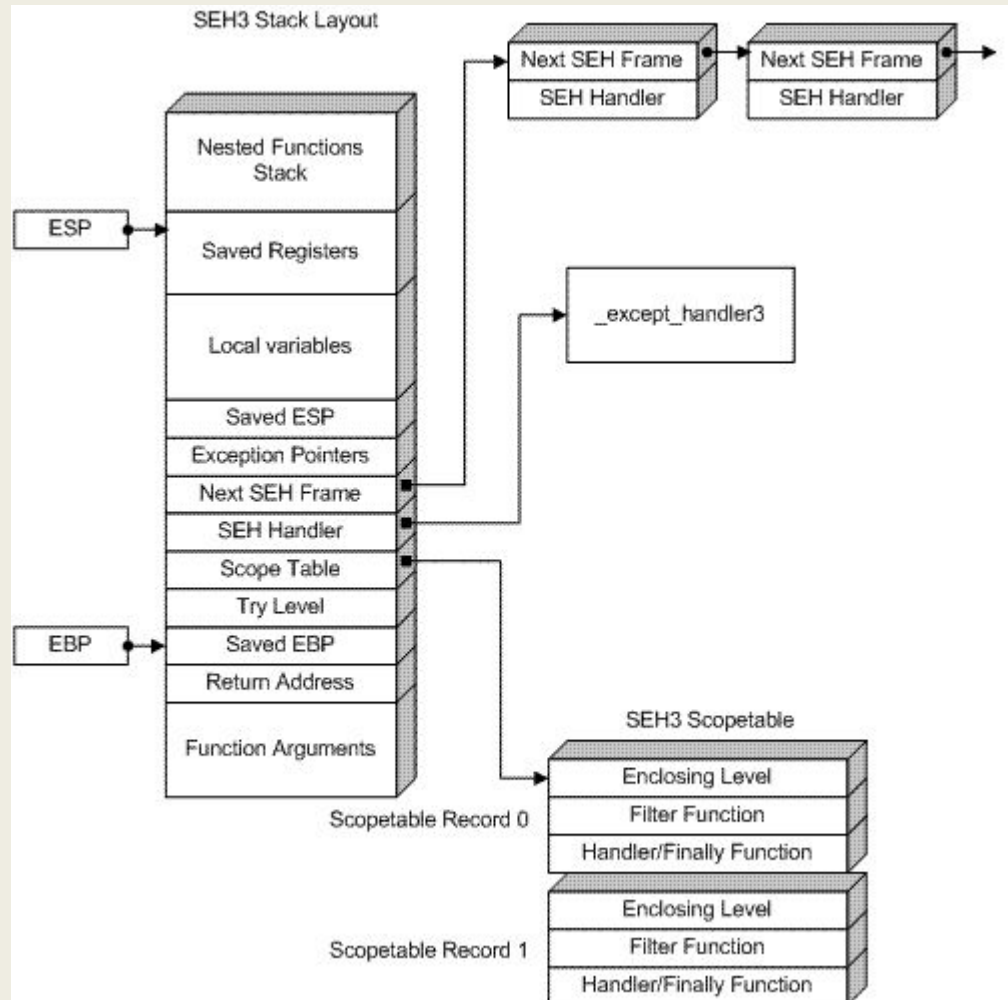 SEH3 Stack Layout
Next SEH Frame
SEH Handler
Next SEH Frame
SEH Handler
Nested Functions
Stack
ESP
Saved Registers
Local variables
_except_handler3
Saved ESP
Exception Pointers
Next SEH Frame
SEH Handler
Scope Table
Try Level
EBP
Saved EBP
Return Address
Function Arguments
SEH3 Scopetable
Scopetable Record 0
Enclosing Level
Filter Function
Handler/Finally Function
Scopetable Record 1
Enclosing Level
Filter Function
Handler/Finally Function